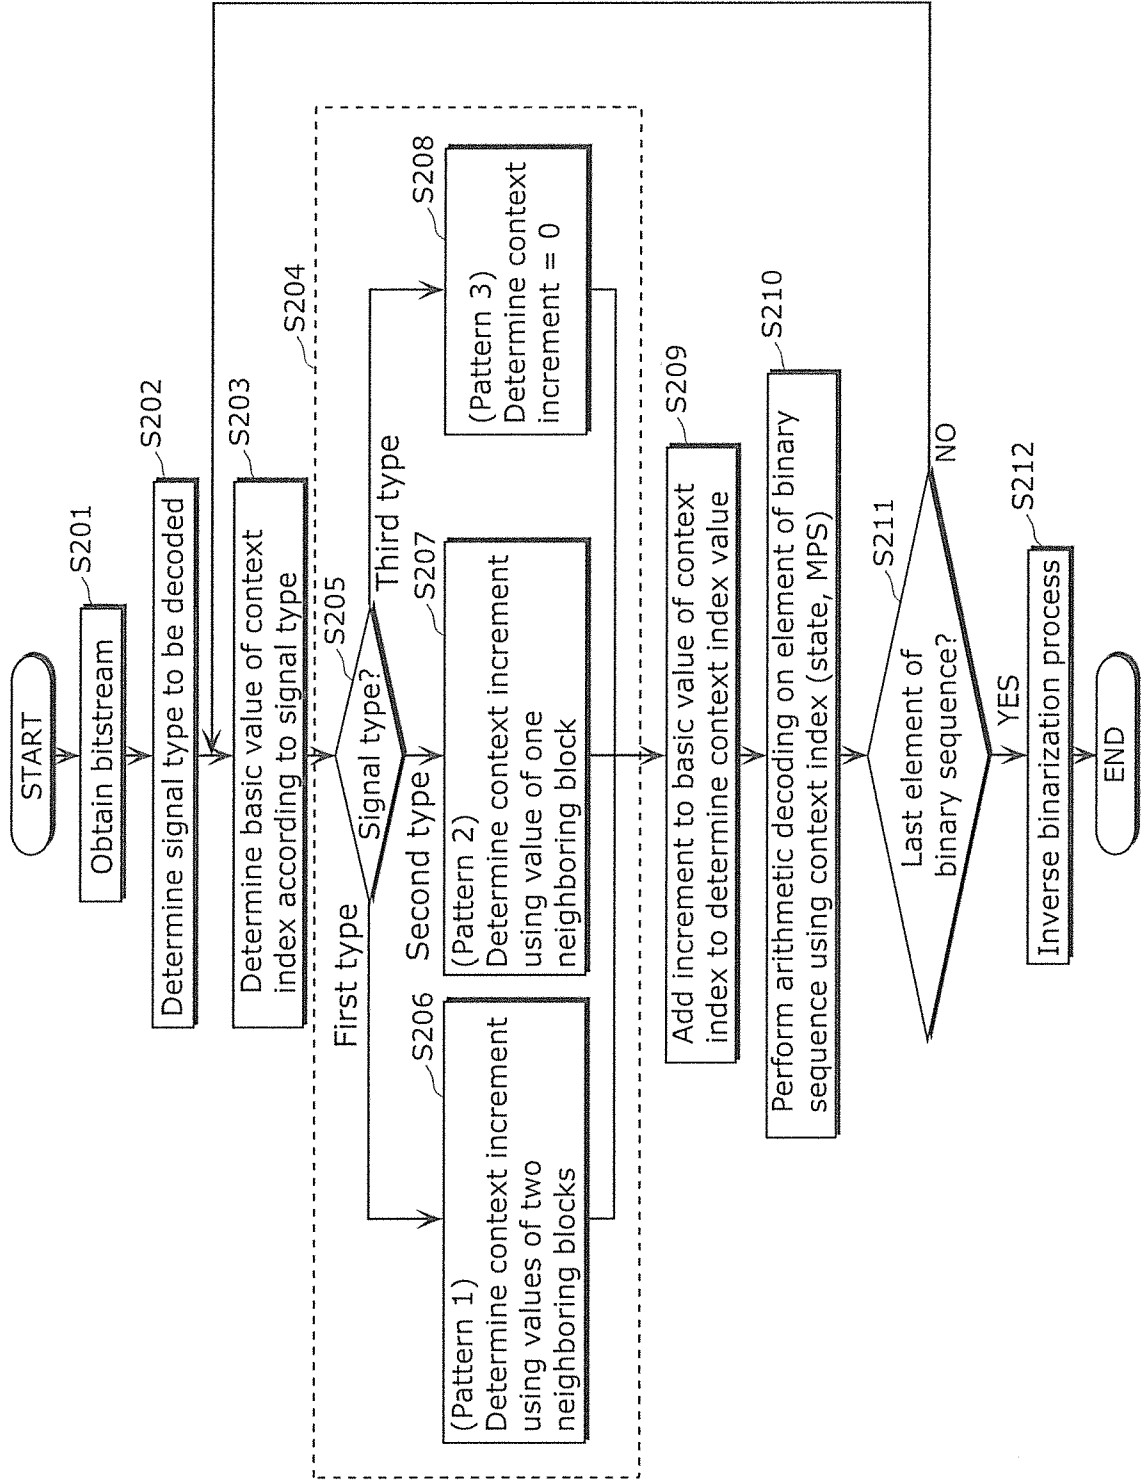 START
S201
Obtain bitstream
S202
Determine signal type to be decoded
S203
Determine basic value of context
index according to signal type
S204
S205
Signal type?
First type
Second type
Third type
S206
(Pattern 1)
Determine context increment
using values of two
neighboring blocks
S207
(Pattern 2)
Determine context increment
using value of one
neighboring block
S208
(Pattern 3)
Determine context
increment = 0
S209
Add increment to basic value of context
index to determine context index value
S210
Perform arithmetic decoding on element of binary
sequence using context index (state, MPS)
S211
Last element of
binary sequence?
NO
YES
S212
Inverse binarization process
END